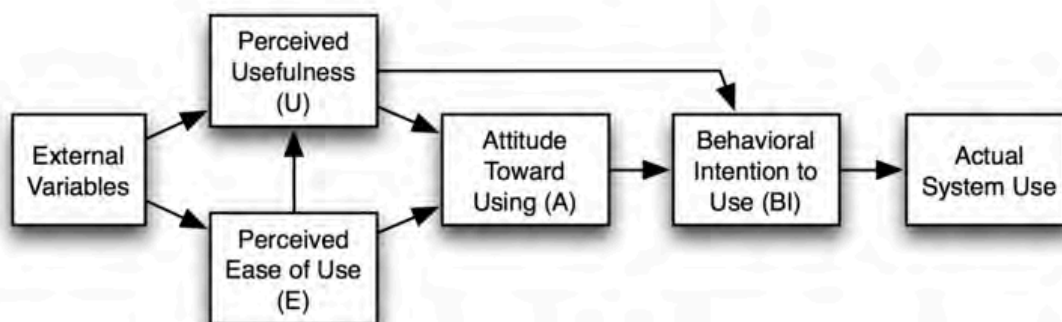 External
Variables
Perceived
Usefulness
(U)
Perceived
Ease of Use
(E)
Attitude
Toward
Using (A)
Behavioral
Intention to
Use (BI)
Actual
System Use